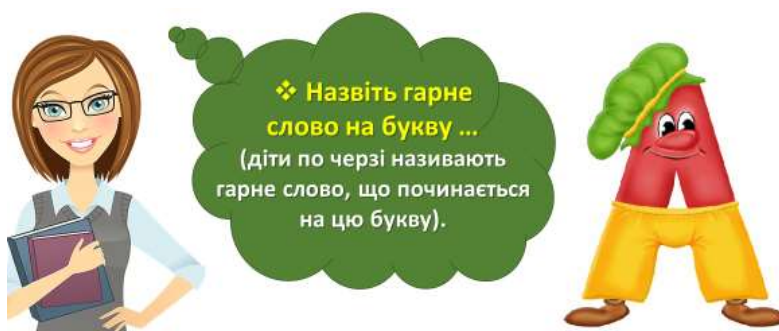 ❖ Назвіть гарне
слово на букву ...
(діти по черзі називають
гарне слово, що починається
на цю букву).
А